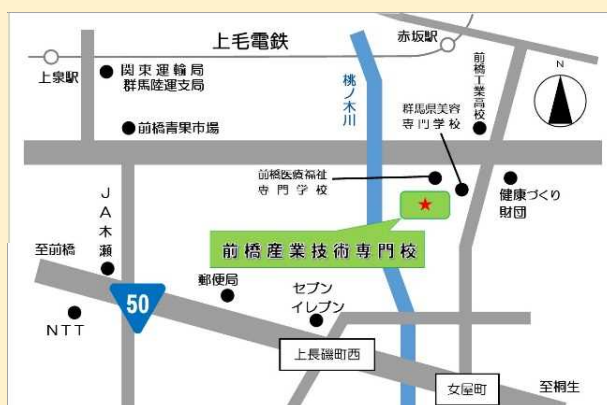 上毛電鉄
赤坂駅
上泉駅
関東運輸局
群馬陸運支局
前橋青果市場
桃ノ木川
前橋工業高校
群馬県美容
専門学校
N
前橋医療福祉
専門学校
健康づくり
財団
JA木瀬
前橋産業技術専門校
至前橋
50
郵便局
セブン
イレブン
NTT
上長磯町西
女屋町
至桐生